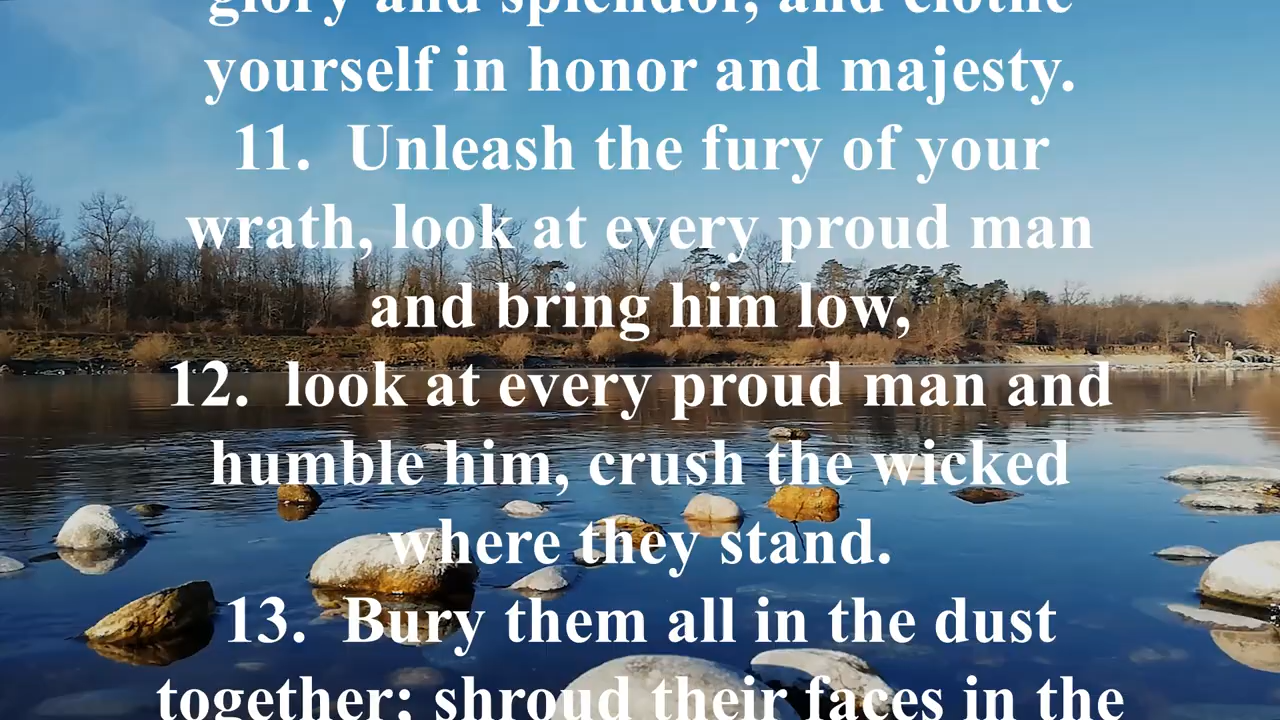 glory and splendor, and clothe
yourself in honor and majesty.
11. Unleash the fury of your
wrath, look at every proud man
and bring him low,
12. look at every proud man and
humble him, crush the wicked
where they stand.
13. Bury them all in the dust
together; shroud their faces in the